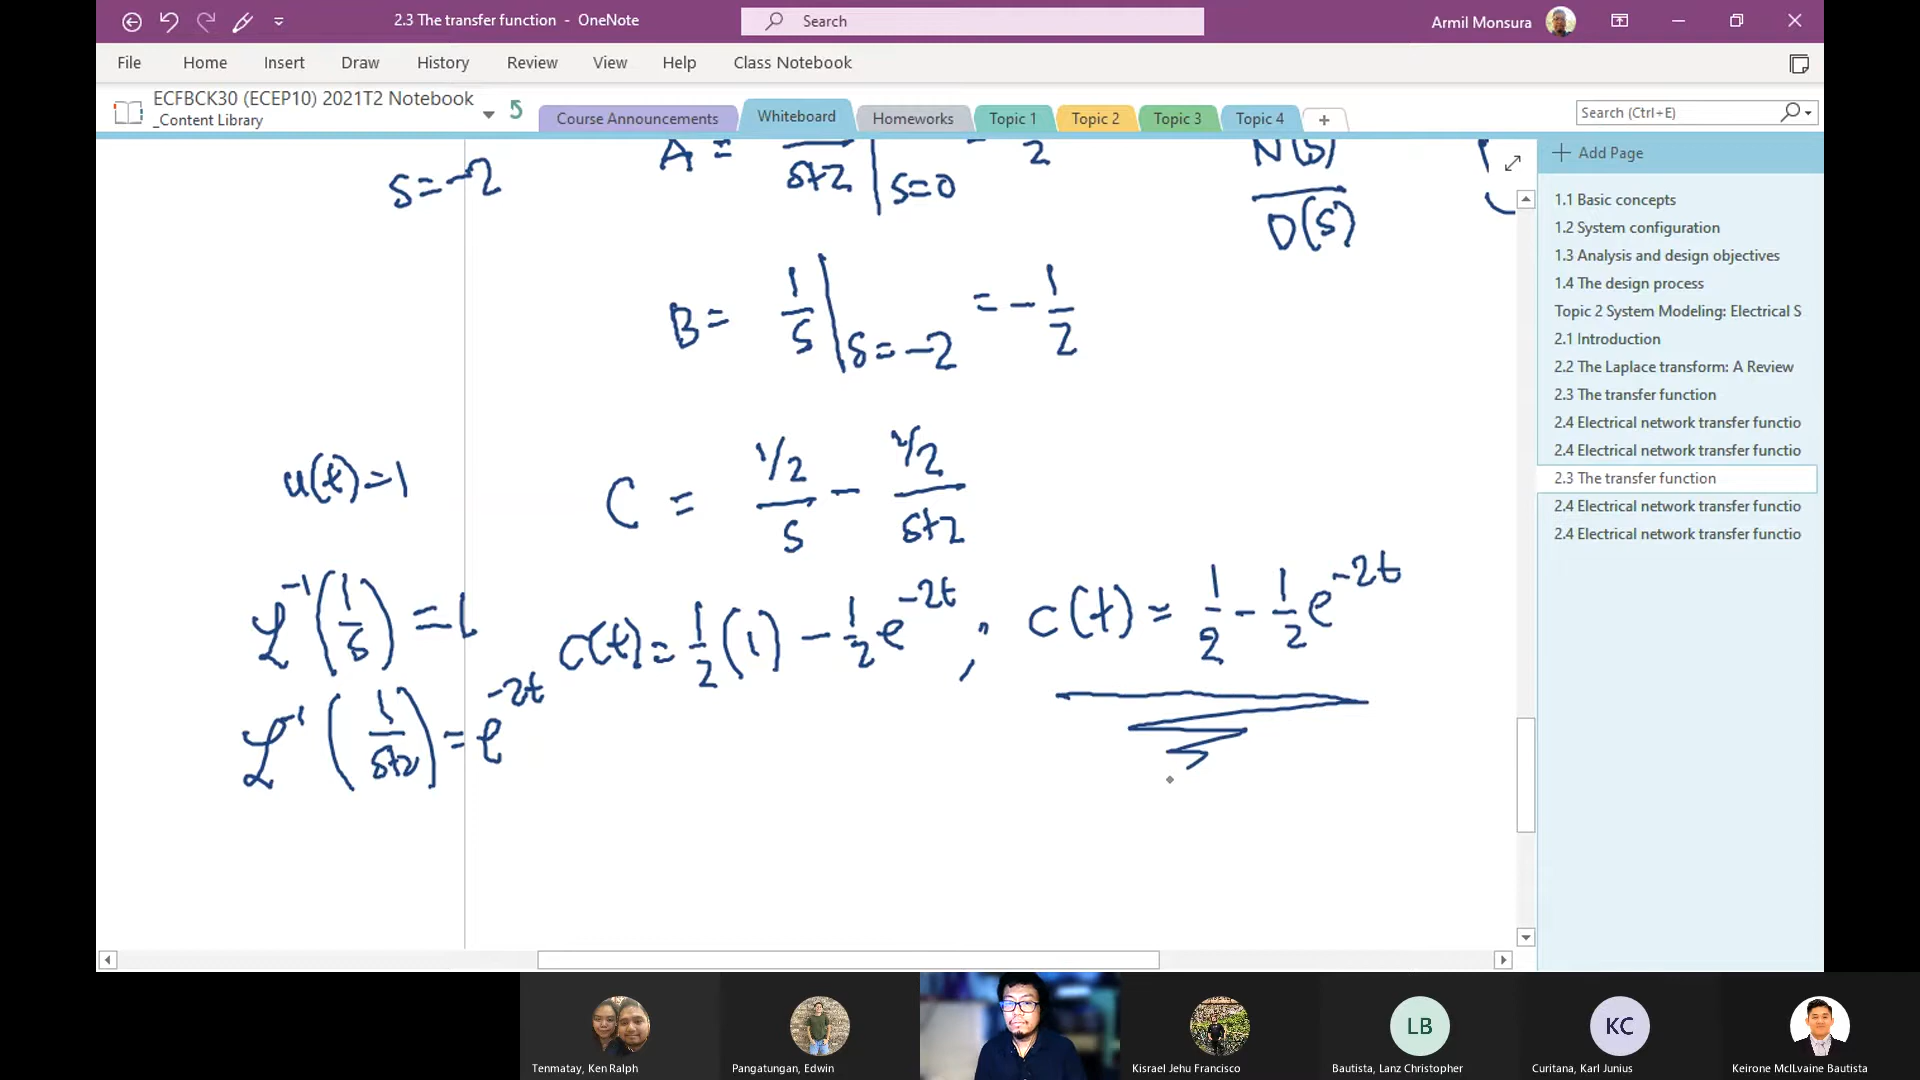 2.3 The transfer function - OneNote
Search
Armil Monsura
File Home Insert Draw History Review View Help Class Notebook
ECFBCK30 (ECEP10) 2021T2 Notebook
_Content Library
Course Announcements
Whiteboard
Homeworks
Topic 1
Topic 2
Topic 3
Topic 4
+
Search (Ctrl+E)
Add Page
1.1 Basic concepts
1.2 System configuration
1.3 Analysis and design objectives
1.4 The design process
Topic 2 System Modeling: Electrical S
2.1 Introduction
2.2 The Laplace transform: A Review
2.3 The transfer function
2.4 Electrical network transfer functio
2.4 Electrical network transfer functio
2.3 The transfer function
2.4 Electrical network transfer functio
2.4 Electrical network transfer functio
s=-2
A = /(s+2) |s=0 = /2
N(s)/D(s)
B = 1/s |s=-2 = -1/2
u(t)=1
C = (1/2)/s - (1/2)/(s+2)
ℒ⁻¹(1/s) = 1
c(t) = 1/2 (1) - 1/2 e^-2t ;
c(t) = 1/2 - 1/2 e^-2t
ℒ⁻¹(1/(s+2)) = e^-2t
Tenmatay, Ken Ralph
Pangatungan, Edwin
Kisrael Jehu Francisco
LB
Bautista, Lanz Christopher
KC
Curitana, Karl Junius
Keirone McIlvaine Bautista